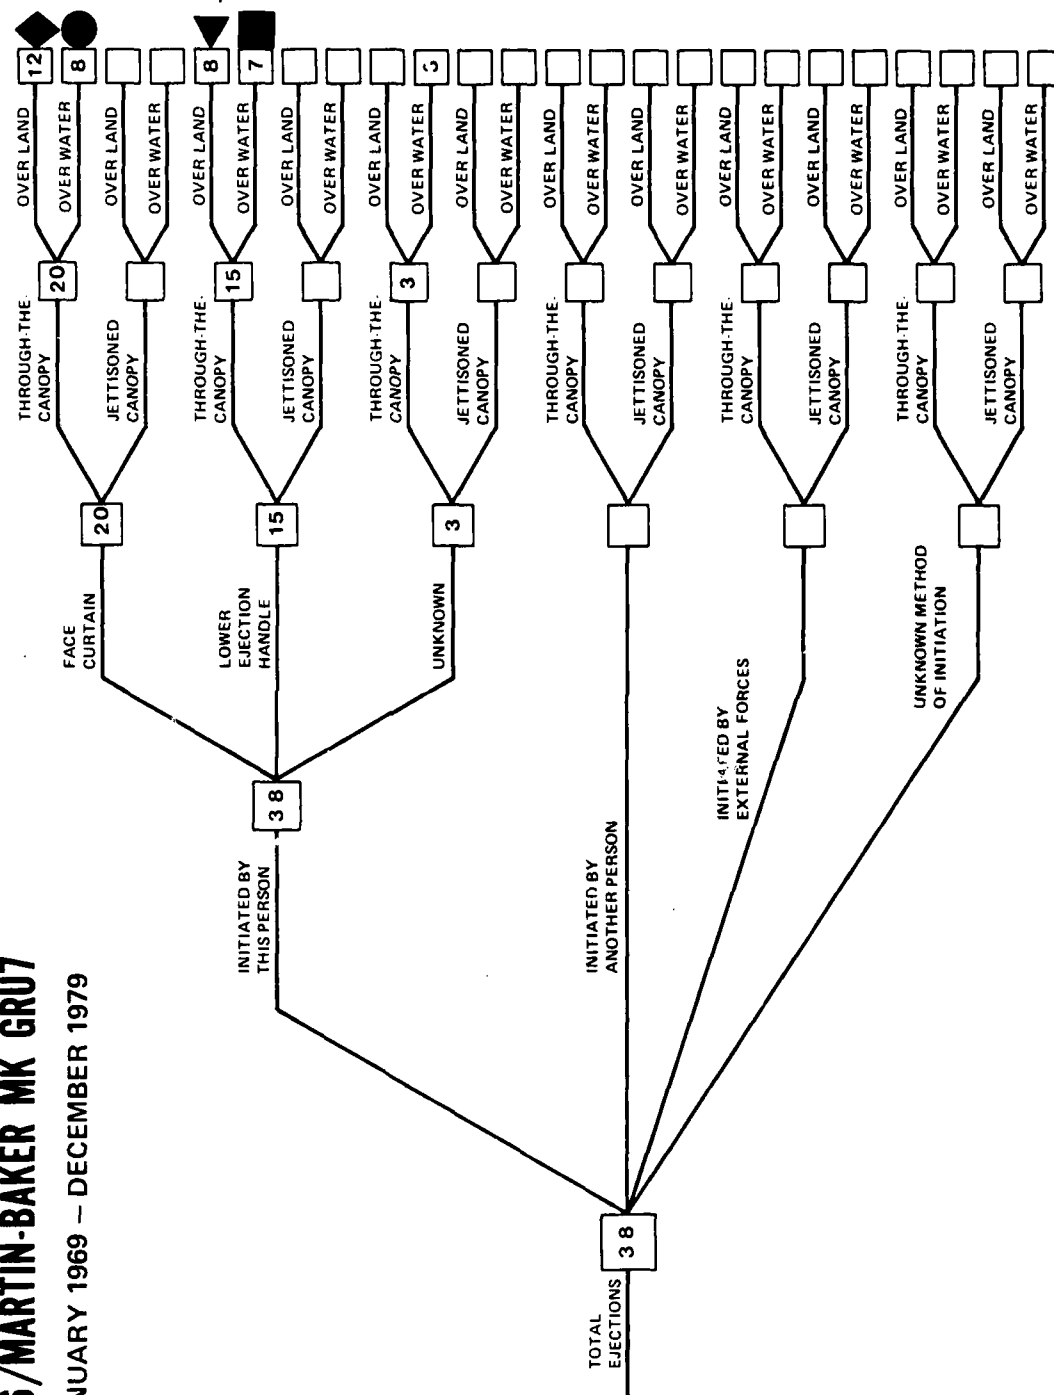 /MARTIN-BAKER MK GRU7
NUARY 1969 – DECEMBER 1979
TOTAL
EJECTIONS
38
INITIATED BY
THIS PERSON
38
FACE
CURTAIN
20
THROUGH-THE-
CANOPY
20
OVER LAND
12
OVER WATER
8
JETTISONED
CANOPY
OVER LAND
OVER WATER
LOWER
EJECTION
HANDLE
15
THROUGH-THE-
CANOPY
15
OVER LAND
8
OVER WATER
7
JETTISONED
CANOPY
OVER LAND
OVER WATER
UNKNOWN
3
THROUGH-THE-
CANOPY
3
OVER LAND
OVER WATER
JETTISONED
CANOPY
OVER LAND
OVER WATER
INITIATED BY
ANOTHER PERSON
THROUGH-THE-
CANOPY
OVER LAND
OVER WATER
JETTISONED
CANOPY
OVER LAND
OVER WATER
INITIATED BY
EXTERNAL FORCES
THROUGH-THE-
CANOPY
OVER LAND
OVER WATER
JETTISONED
CANOPY
OVER LAND
OVER WATER
UNKNOWN METHOD
OF INITIATION
THROUGH-THE-
CANOPY
OVER LAND
OVER WATER
JETTISONED
CANOPY
OVER LAND
OVER WATER